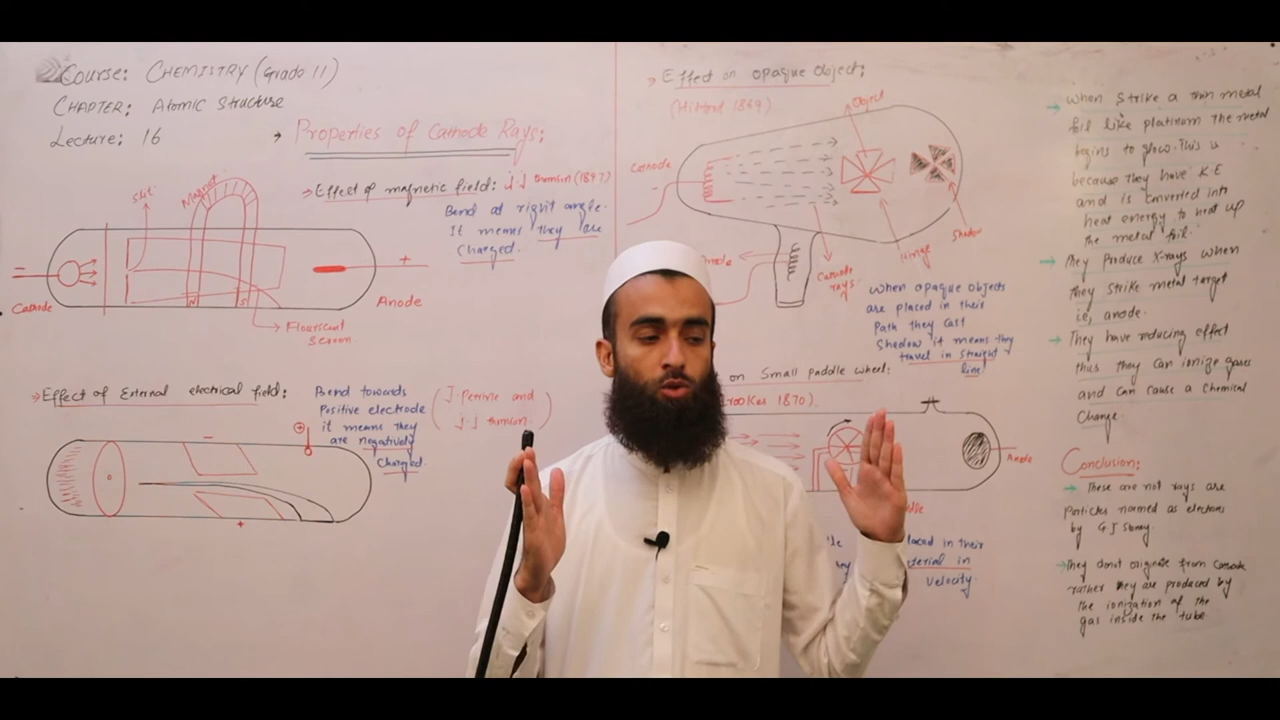 Course: CHEMISTRY (Grade 11)
CHAPTER: Atomic Structure
Lecture: 16
Properties of Cathode Rays:
Effect of magnetic field: J.J thomson (1897)
Bend at right angle.
It means they are
Charged.
Slit
Magnet
N
S
Cathode
Anode
Flourscent
Screen
Effect of External electrical field:
Bend towards
Positive electrode
it means they
are negatively
Charged.
J. Perrine and
J.J thomson
Effect on opaque object:
(Hittorf 1869)
Object
Cathode
Cathode
rays
Image
Shadow
when opaque objects
are placed in their
Path they cast
Shadow it means they
travel in straight
line.
on Small paddle wheel:
1870).
Anode
placed in their
in
velocity
when strike a thin metal
foil like platinum the metal
begins to glow. This is
because they have K.E
and is converted into
heat energy to heat up
the metal foil.
They produce X-rays when
they strike metal target
ie, anode.
They have reducing effect
thus they can ionize gases
and can cause a chemical
Change.
Conclusion:
These are not rays are
Particles named as electrons
by G J Stoney.
They donot originate from Cathode
rather they are produced by
the ionization of the
gas inside the tube